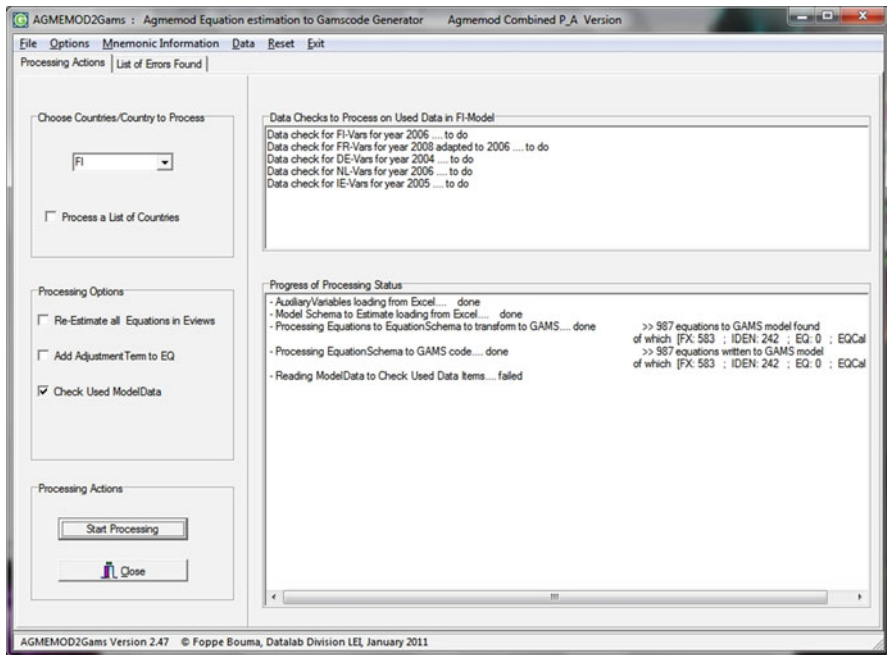 AGMEMOD2Gams : Agmemod Equation estimation to Gamscode Generator Agmemod Combined P_A Version
File Options Mnemonic Information Data Reset Exit
Processing Actions List of Errors Found
Choose Countries/Country to Process
FI
Process a List of Countries
Data Checks to Process on Used Data in FI-Model
Data check for FI-Vars for year 2006 .... to do
Data check for FR-Vars for year 2008 adapted to 2006 .... to do
Data check for DE-Vars for year 2004 .... to do
Data check for NL-Vars for year 2006 .... to do
Data check for IE-Vars for year 2005 .... to do
Processing Options
Re-Estimate all Equations in Eviews
Add AdjustmentTerm to EQ
Check Used ModelData
Progress of Processing Status
- AuxiliaryVariables loading from Excel.... done
- Model Schema to Estimate loading from Excel.... done
- Processing Equations to EquationSchema to transform to GAMS.... done >> 987 equations to GAMS model found
of which [FX: 583 ; IDEN: 242 ; EQ: 0 ; EQCal
- Processing EquationSchema to GAMS code.... done >> 987 equations written to GAMS model
of which [FX: 583 ; IDEN: 242 ; EQ: 0 ; EQCal
- Reading ModelData to Check Used Data Items.... failed
Processing Actions
Start Processing
Close
AGMEMOD2Gams Version 2.47 © Foppe Bouma, Datalab Division LEI, January 2011